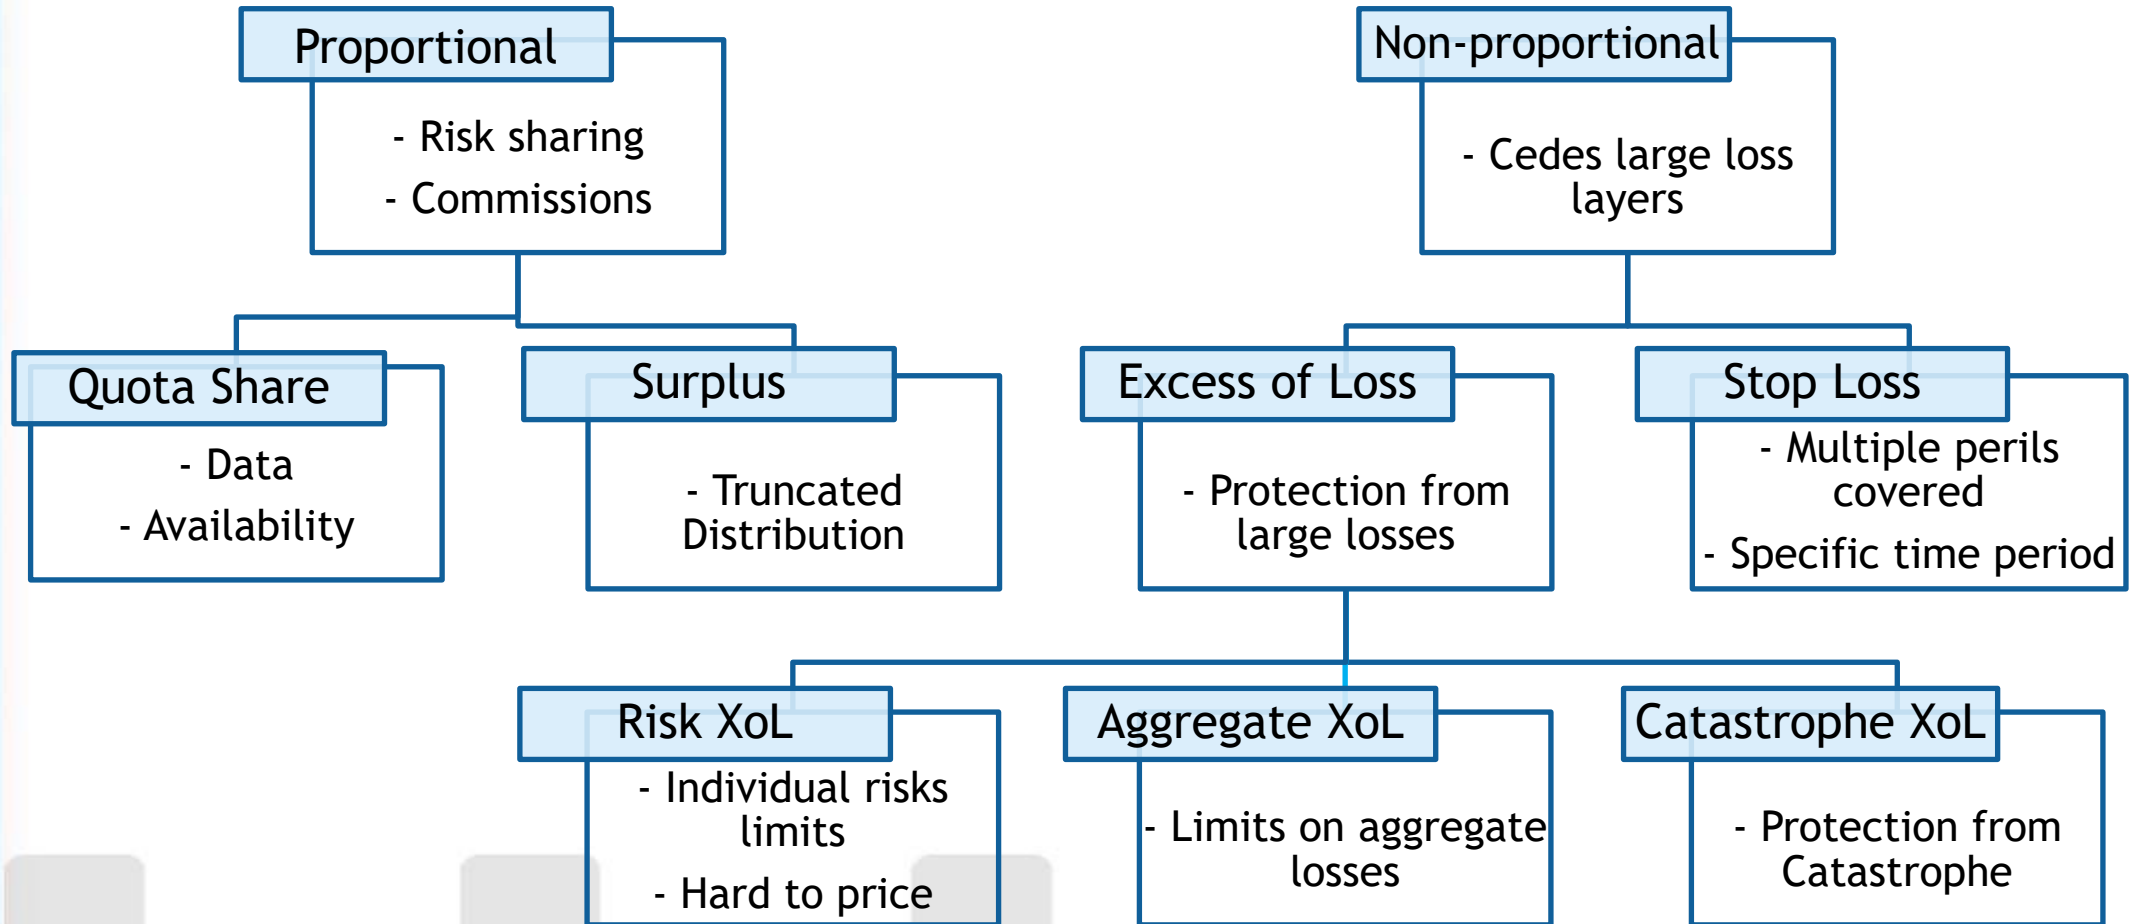 Proportional
- Risk sharing
- Commissions
Non-proportional
- Cedes large loss
layers
Quota Share
- Data
- Availability
Surplus
- Truncated
Distribution
Excess of Loss
- Protection from
large losses
Stop Loss
- Multiple perils
covered
- Specific time period
Risk XoL
- Individual risks
limits
- Hard to price
Aggregate XoL
- Limits on aggregate
losses
Catastrophe XoL
- Protection from
Catastrophe